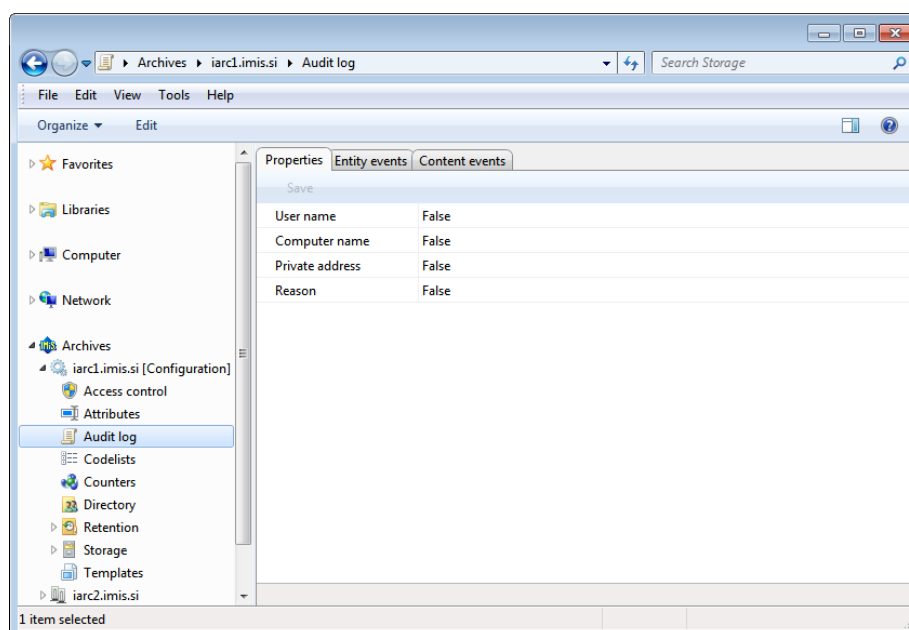 Archives iarc1.imis.si Audit log
Search Storage
File Edit View Tools Help
Organize Edit
Favorites
Libraries
Computer
Network
Archives
iarc1.imis.si [Configuration]
Access control
Attributes
Audit log
Codelists
Counters
Directory
Retention
Storage
Templates
iarc2.imis.si
Properties Entity events Content events
Save
User name False
Computer name False
Private address False
Reason False
1 item selected